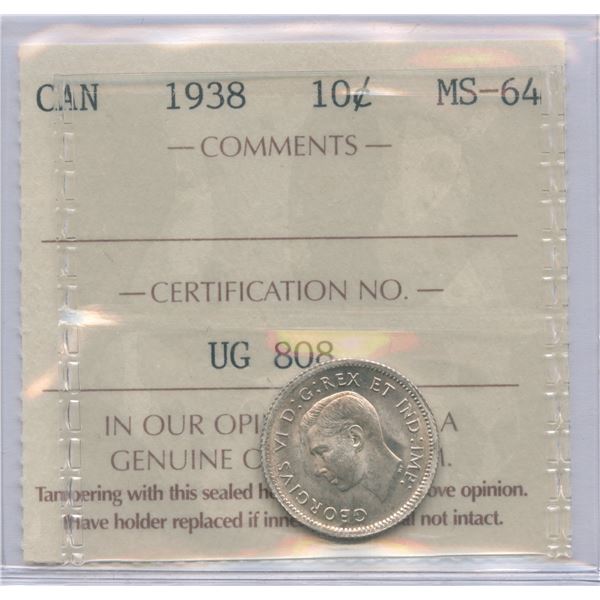 CAN 1938 10¢ MS-64
— COMMENTS —
— CERTIFICATION NO. —
UG 808
IN OUR A
GENUINE
Tampering with this sealed opinion.
Have holder replaced if not intact.
GEORGIVS VI D:G:REX ET IND:IMP: